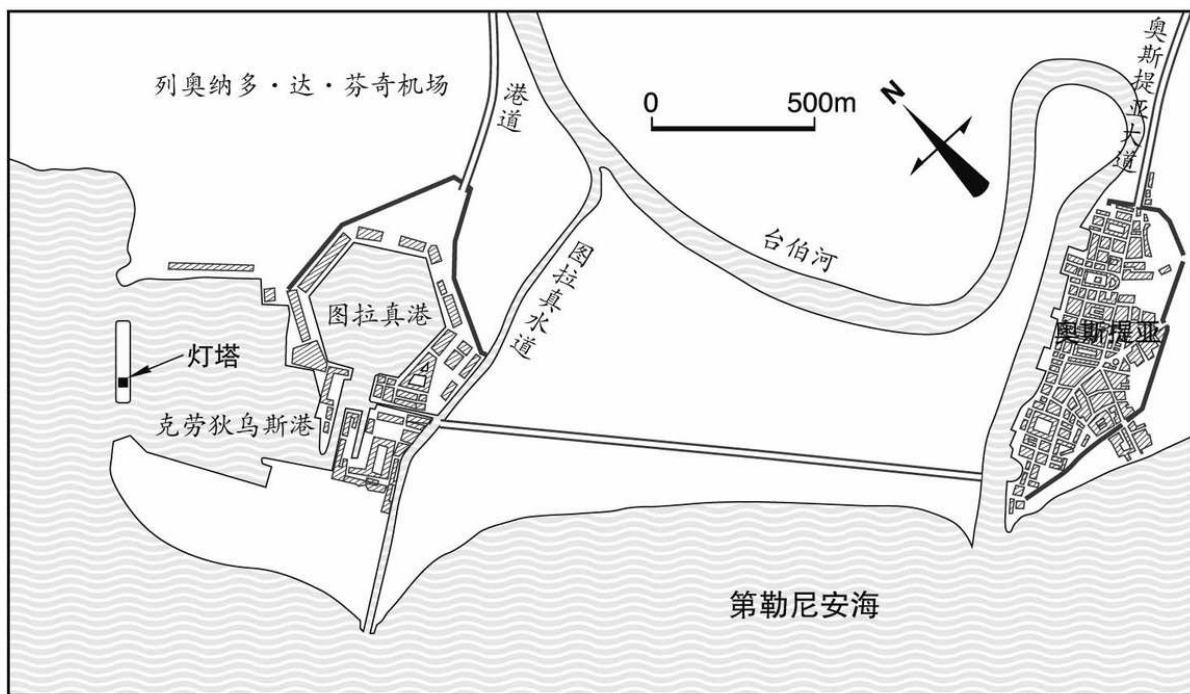 列奥纳多·达·芬奇机场
港道
0 500m
N
奥斯提亚大道
台伯河
图拉真水道
图拉真港
奥斯提亚
灯塔
克劳狄乌斯港
第勒尼安海